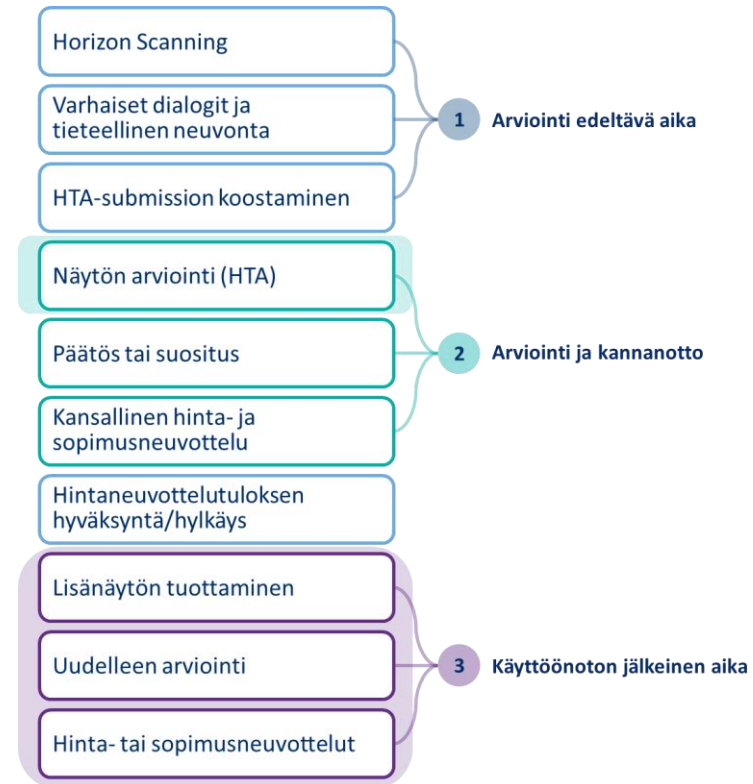 Horizon Scanning
Varhaiset dialogit ja
tieteellinen neuvonta
1
Arviointi edeltävä aika
HTA-submission koostaminen
Näytön arviointi (HTA)
Päätös tai suositus
2
Arviointi ja kannanotto
Kansallinen hinta- ja
sopimusneuvottelu
Hintaneuvottelutuloksen
hyväksyntä/hylkäys
Lisänäytön tuottaminen
Uudelleen arviointi
3
Käyttöönoton jälkeinen aika
Hinta- tai sopimusneuvottelut